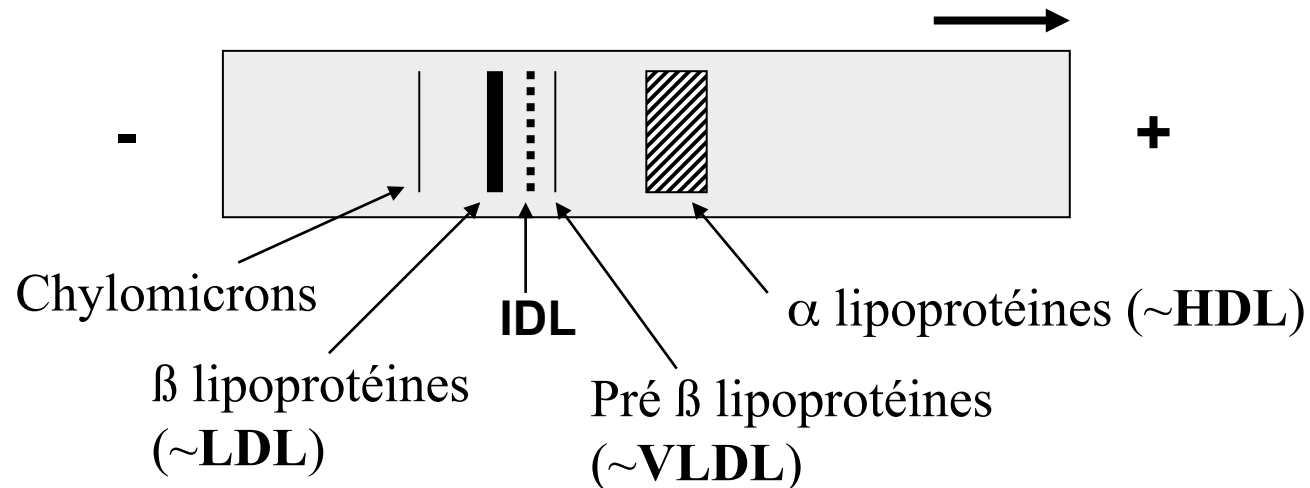 -
+
Chylomicrons
IDL
α lipoprotéines (~HDL)
ß lipoprotéines
(~LDL)
Pré ß lipoprotéines
(~VLDL)